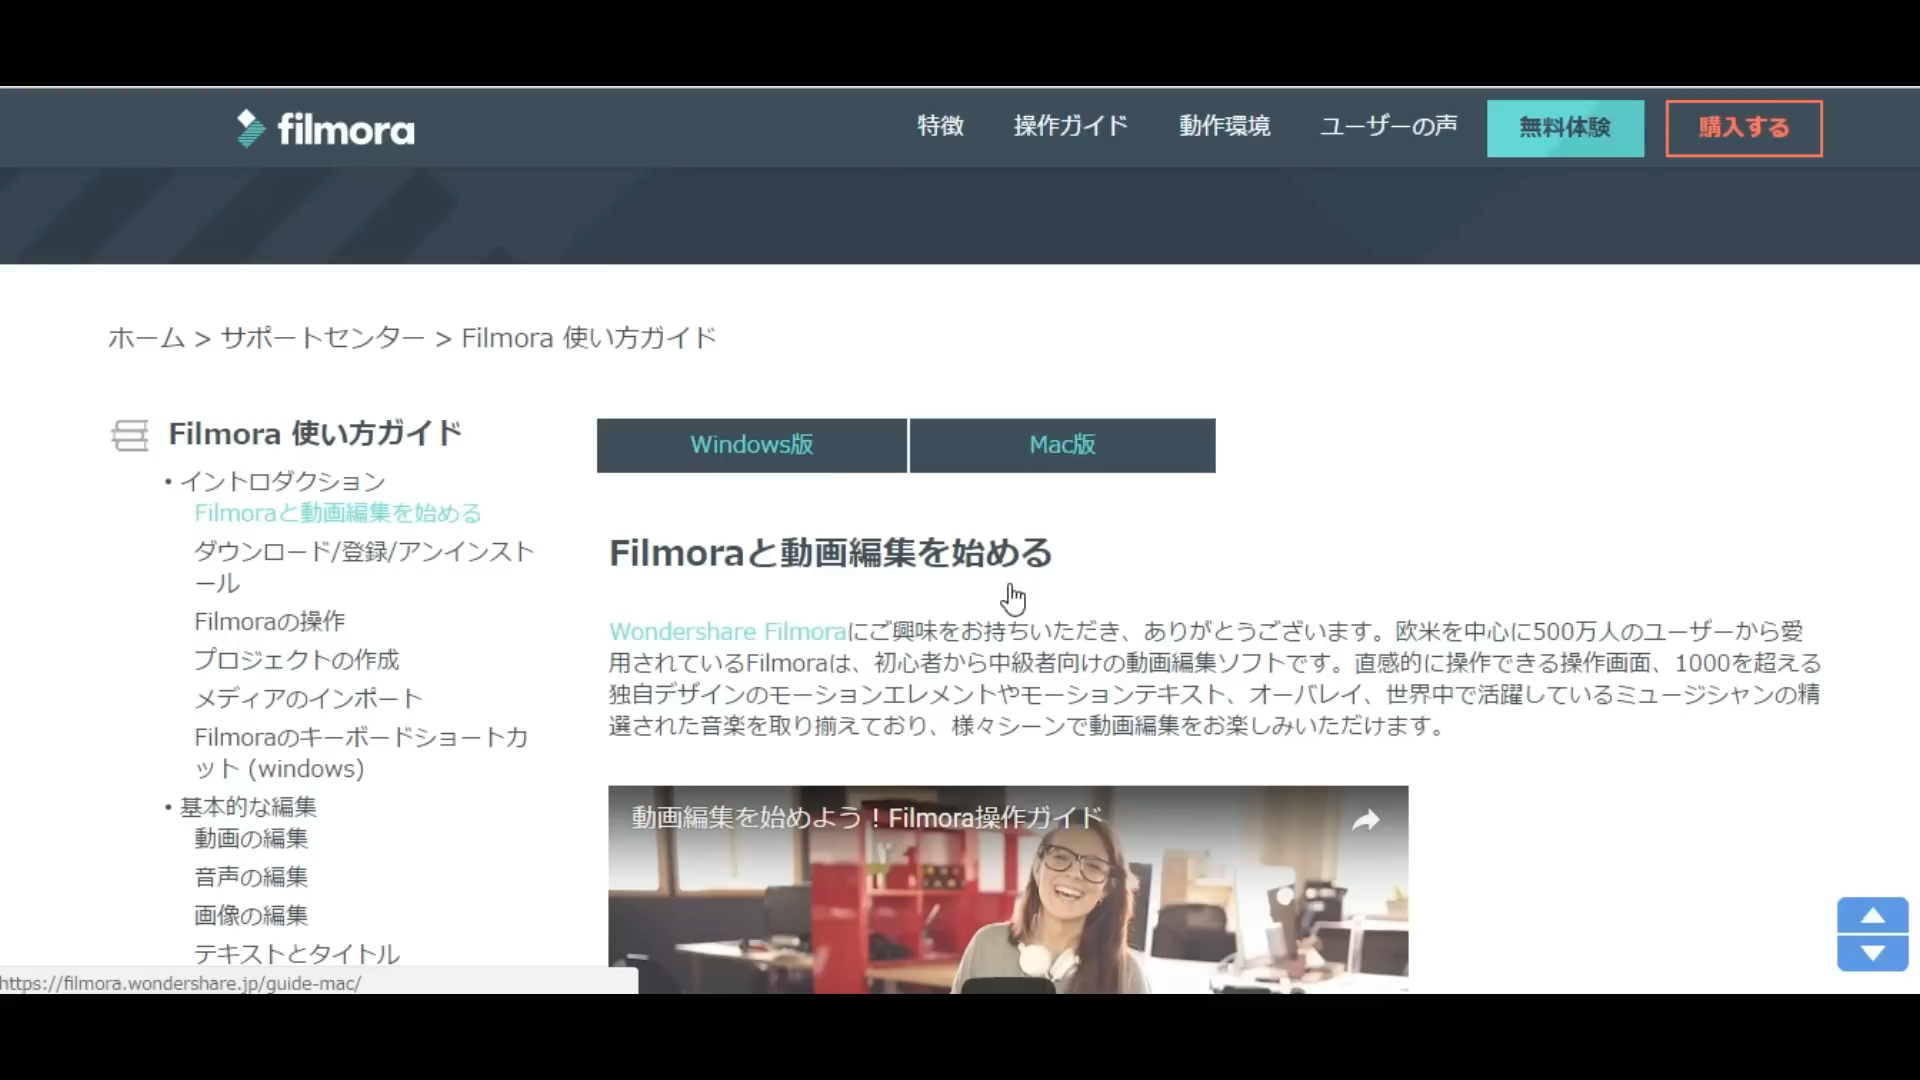 filmora
特徴 操作ガイド 動作環境 ユーザーの声 無料体験 購入する
ホーム > サポートセンター > Filmora 使い方ガイド
Filmora 使い方ガイド
・イントロダクション
Filmoraと動画編集を始める
ダウンロード/登録/アンインスト
ール
Filmoraの操作
プロジェクトの作成
メディアのインポート
Filmoraのキーボードショートカ
ット (windows)
・基本的な編集
動画の編集
音声の編集
画像の編集
テキストとタイトル
Windows版 Mac版
Filmoraと動画編集を始める
Wondershare Filmoraにご興味をお持ちいただき、ありがとうございます。欧米を中心に500万人のユーザーから愛
用されているFilmoraは、初心者から中級者向けの動画編集ソフトです。直感的に操作できる操作画面、1000を超える
独自デザインのモーションエレメントやモーションテキスト、オーバレイ、世界中で活躍しているミュージシャンの精
選された音楽を取り揃えており、様々シーンで動画編集をお楽しみいただけます。
動画編集を始めよう！Filmora操作ガイド
https://filmora.wondershare.jp/guide-mac/